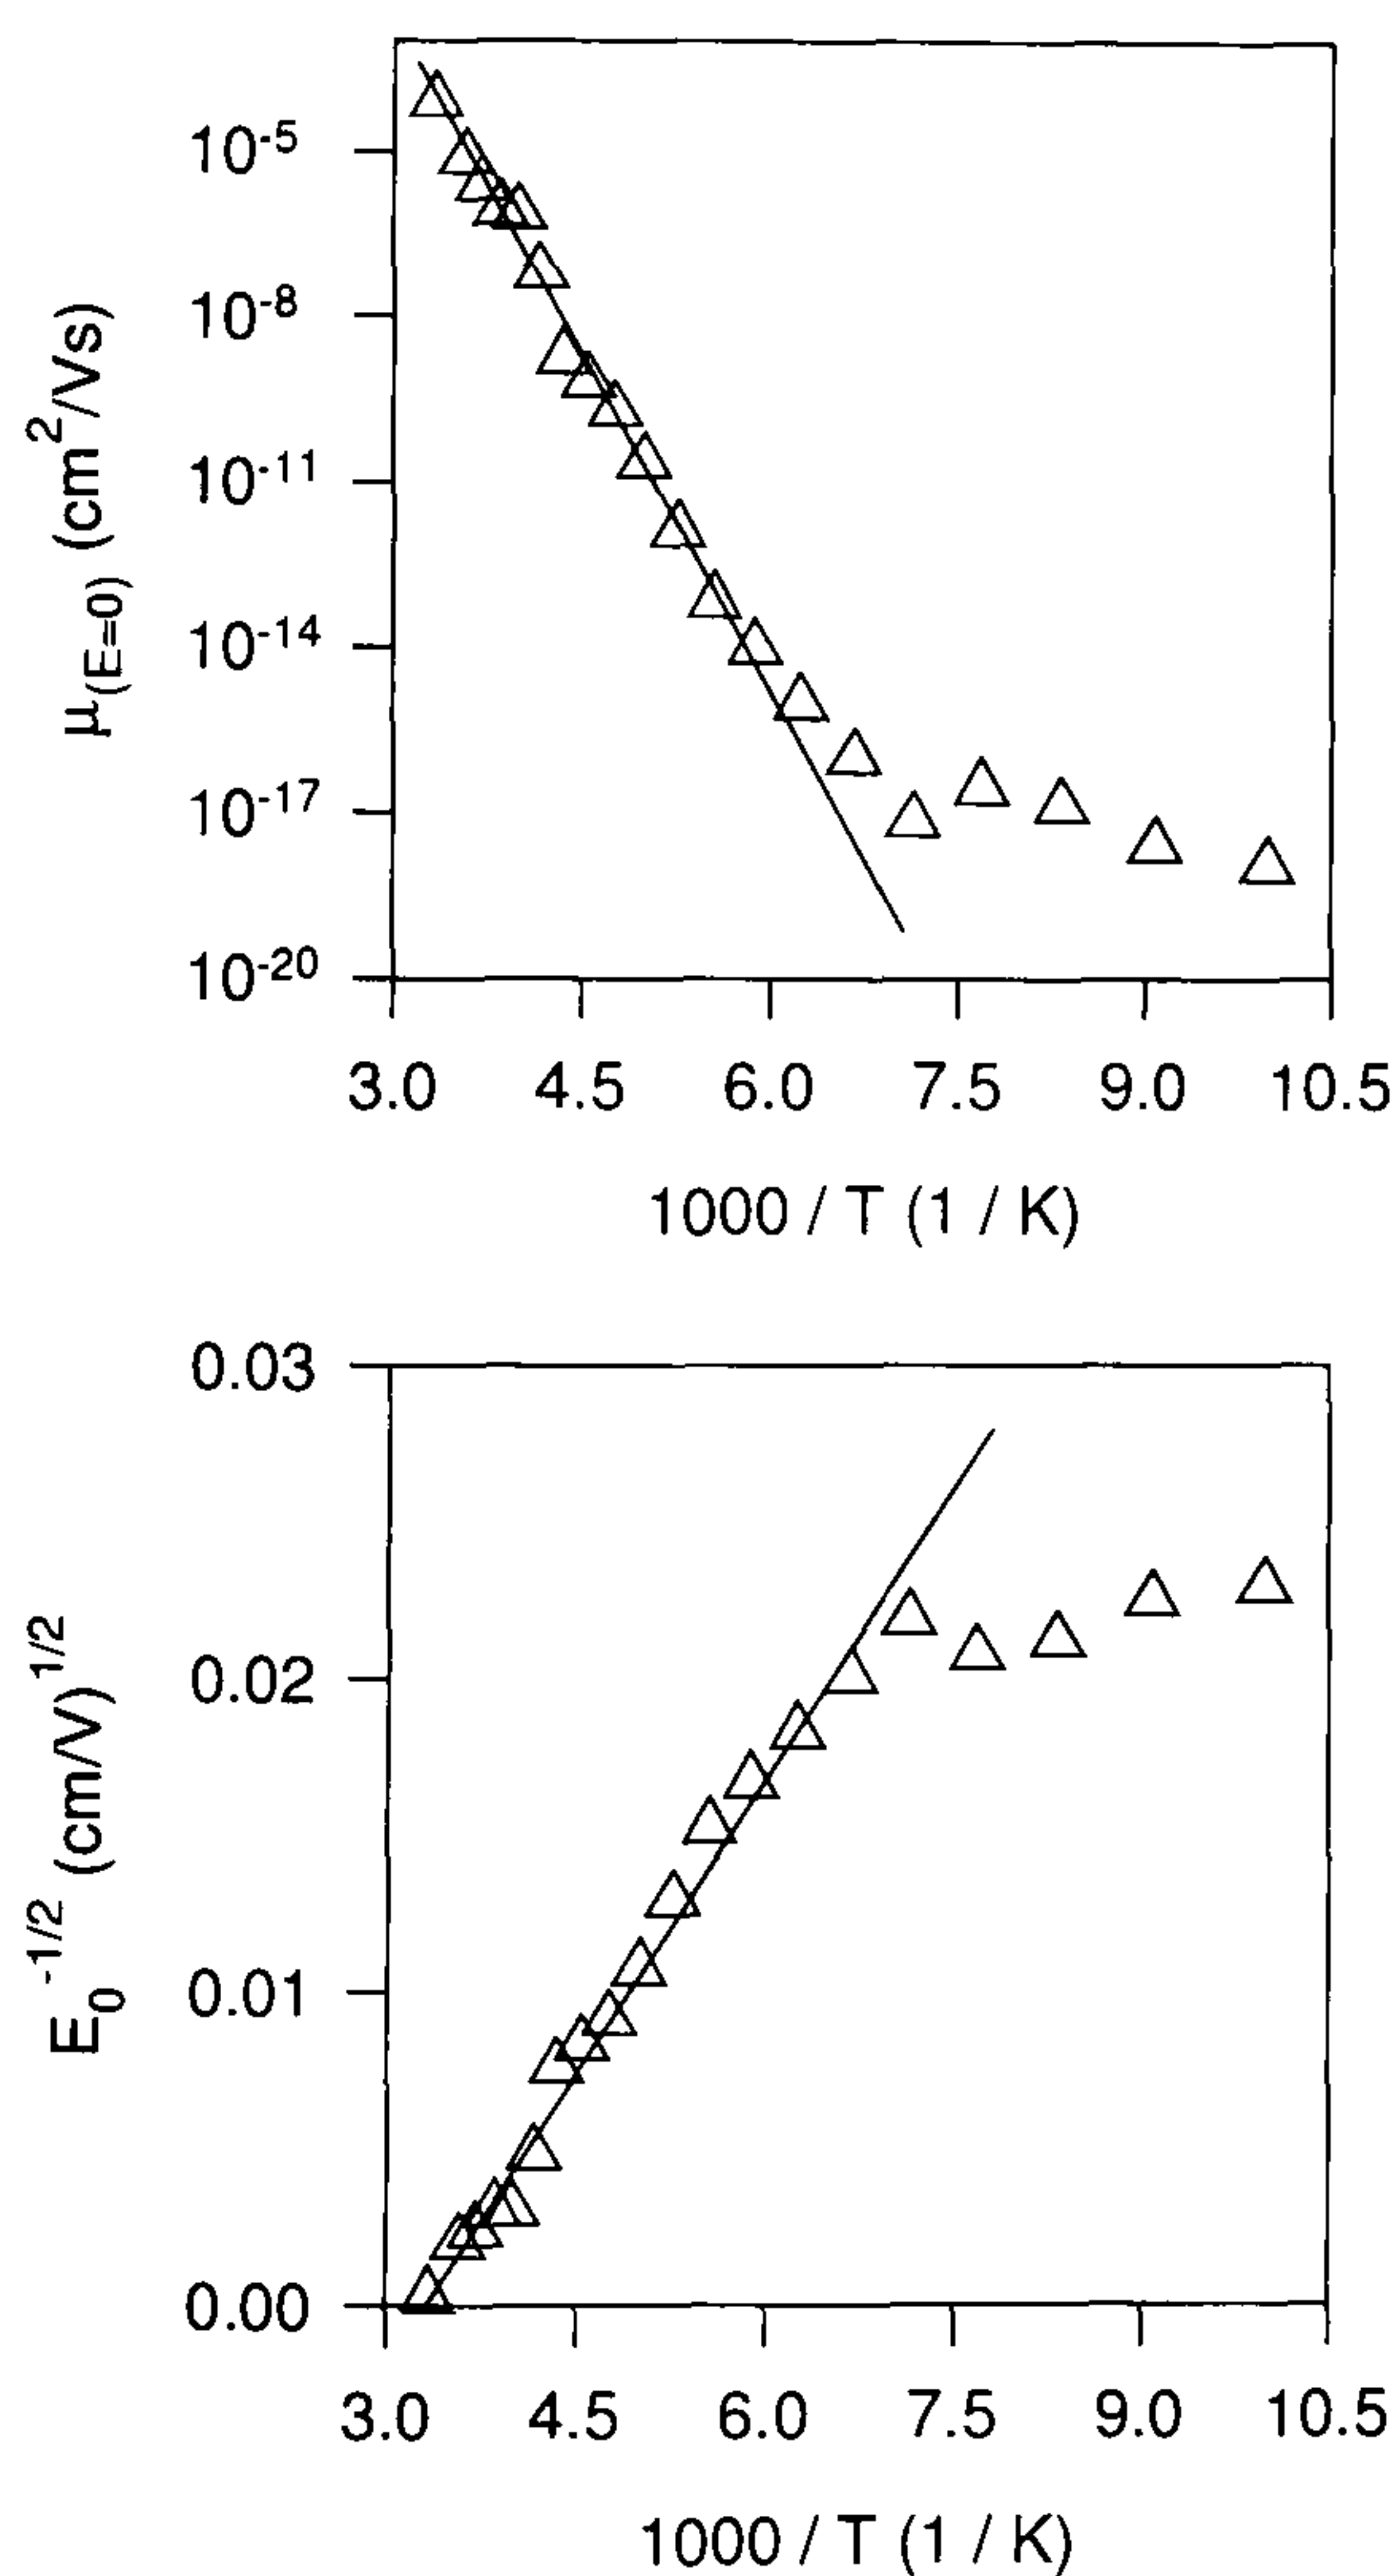 10⁻⁵
10⁻⁸
10⁻¹¹
10⁻¹⁴
10⁻¹⁷
10⁻²⁰
μ(E=0) (cm²/Vs)
3.0 4.5 6.0 7.5 9.0 10.5
1000 / T (1 / K)
0.03
0.02
0.01
0.00
E₀⁻¹/² (cm/V)¹/²
3.0 4.5 6.0 7.5 9.0 10.5
1000 / T (1 / K)